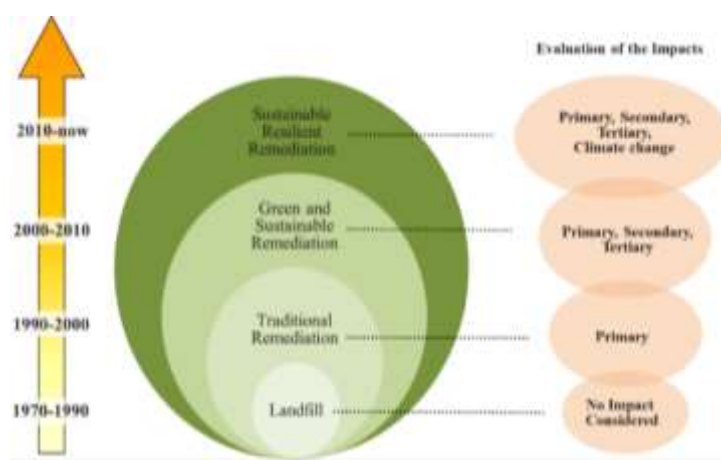 Evaluation of the Impacts
2010-now
Sustainable
Resilient
Remediation
Primary, Secondary,
Tertiary,
Climate change
2000-2010
Green and
Sustainable
Remediation
Primary, Secondary,
Tertiary
1990-2000
Traditional
Remediation
Primary
1970-1990
Landfill
No Impact
Considered